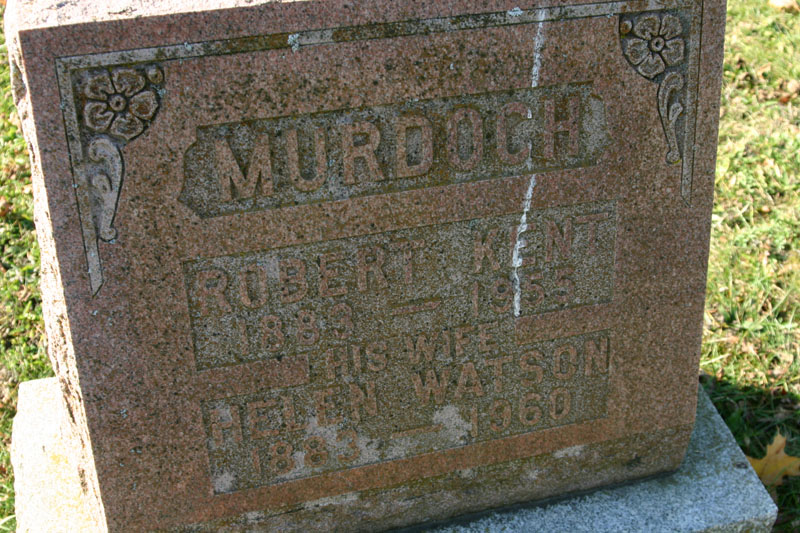 MURDOCH
ROBERT KENT
1883 — 1955
HIS WIFE
HELEN WATSON
1883 — 1960